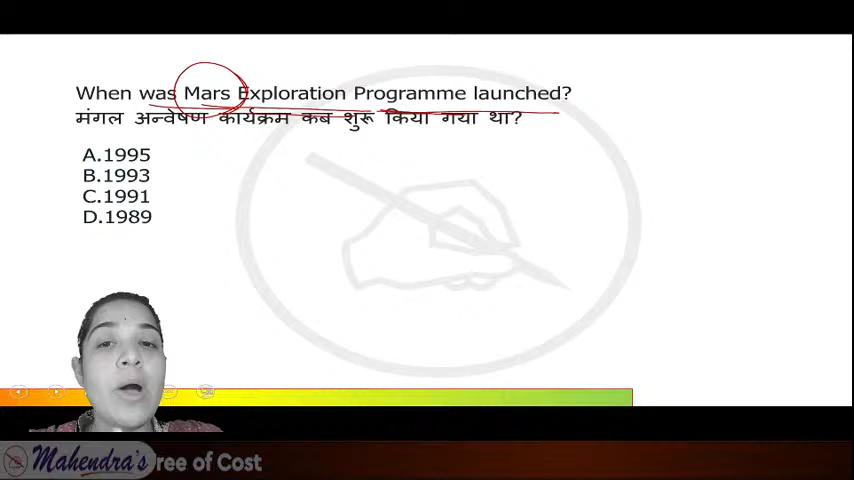 When was Mars Exploration Programme launched?
मंगल अन्वेषण कार्यक्रम कब शुरू किया गया था?
A.1995
B.1993
C.1991
D.1989
Mahendra's ree of Cost